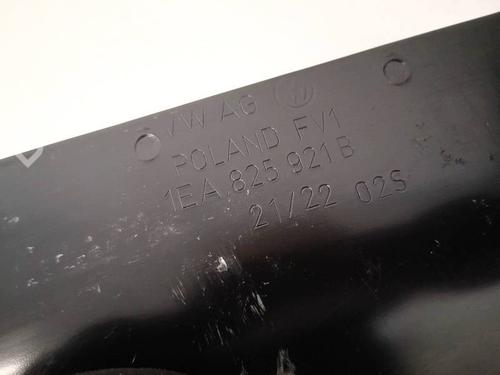 VW AG
POLAND FV1
1EA 825 921 B
21/22 02S